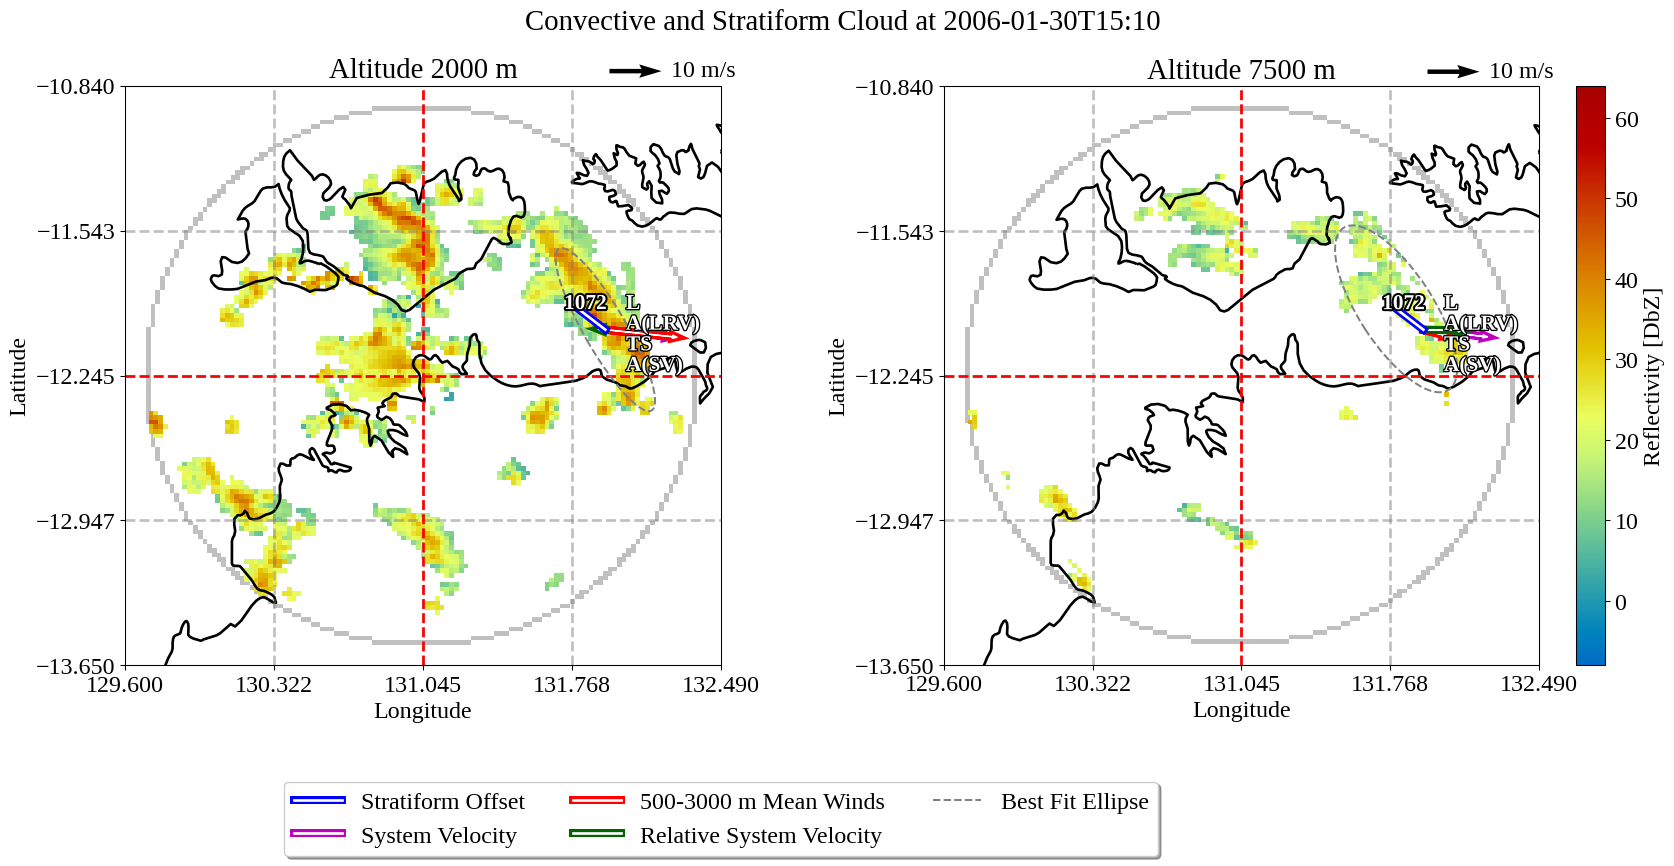 Convective and Stratiform Cloud at 2006-01-30T15:10
Altitude 2000 m
10 m/s
−10.840
−11.543
−12.245
−12.947
−13.650
129.600
130.322
131.045
131.768
132.490
Latitude
Longitude
1072
L
A(LRV)
TS
A(SV)
Altitude 7500 m
10 m/s
−10.840
−11.543
−12.245
−12.947
−13.650
129.600
130.322
131.045
131.768
132.490
Latitude
Longitude
1072
L
A(LRV)
TS
A(SV)
60
50
40
30
20
10
0
Reflectivity [DbZ]
Stratiform Offset
System Velocity
500-3000 m Mean Winds
Relative System Velocity
Best Fit Ellipse